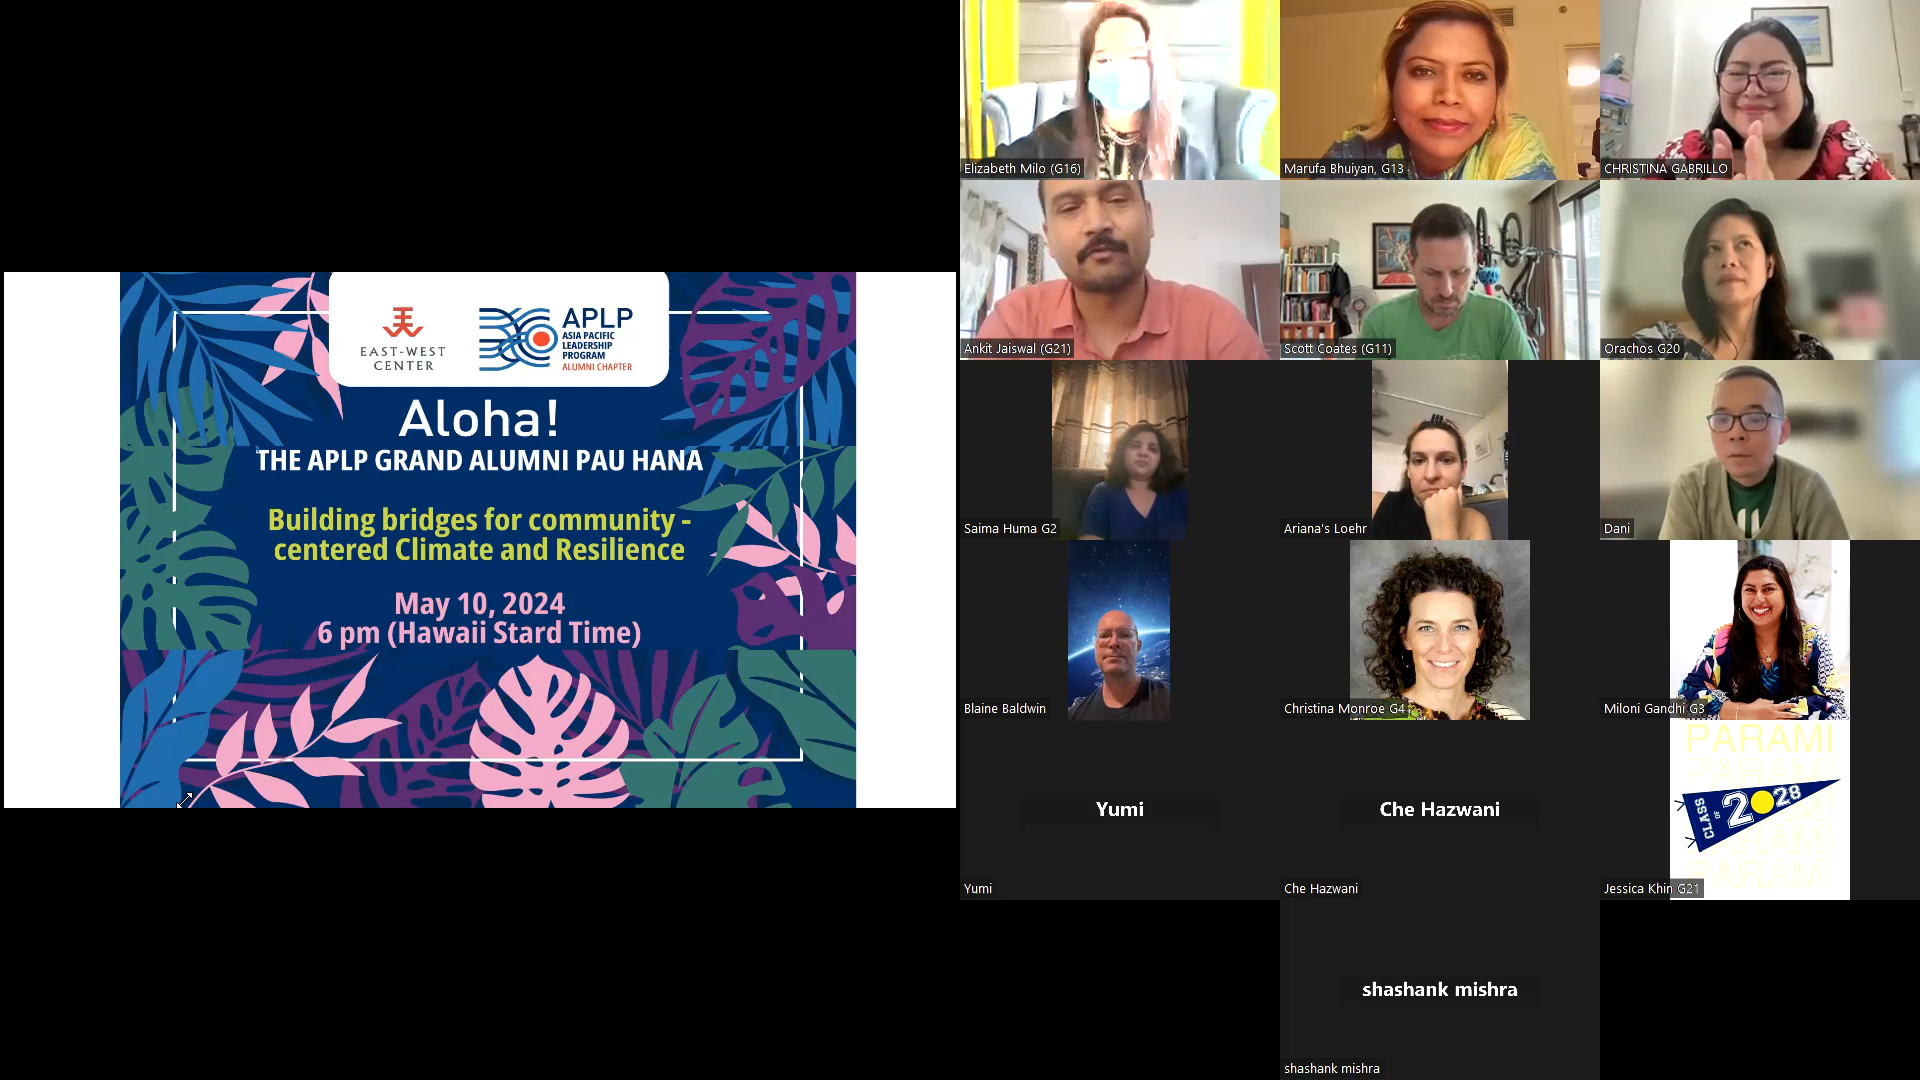 EAST-WEST
CENTER
APLP
ASIA PACIFIC
LEADERSHIP
PROGRAM
ALUMNI CHAPTER
Aloha!
THE APLP GRAND ALUMNI PAU HANA
Building bridges for community -
centered Climate and Resilience
May 10, 2024
6 pm (Hawaii Stard Time)
Elizabeth Milo (G16)
Marufa Bhuiyan, G13
CHRISTINA GABRILLO
Ankit Jaiswal (G21)
Scott Coates (G11)
Orachos G20
Saima Huma G2
Ariana's Loehr
Dani
Blaine Baldwin
Christina Monroe G4
Miloni Gandhi G3
Yumi
Yumi
Che Hazwani
Che Hazwani
PARAMI
PARAMI
CLASS OF 2028
PARAMI
PARAMI
Jessica Khin G21
shashank mishra
shashank mishra